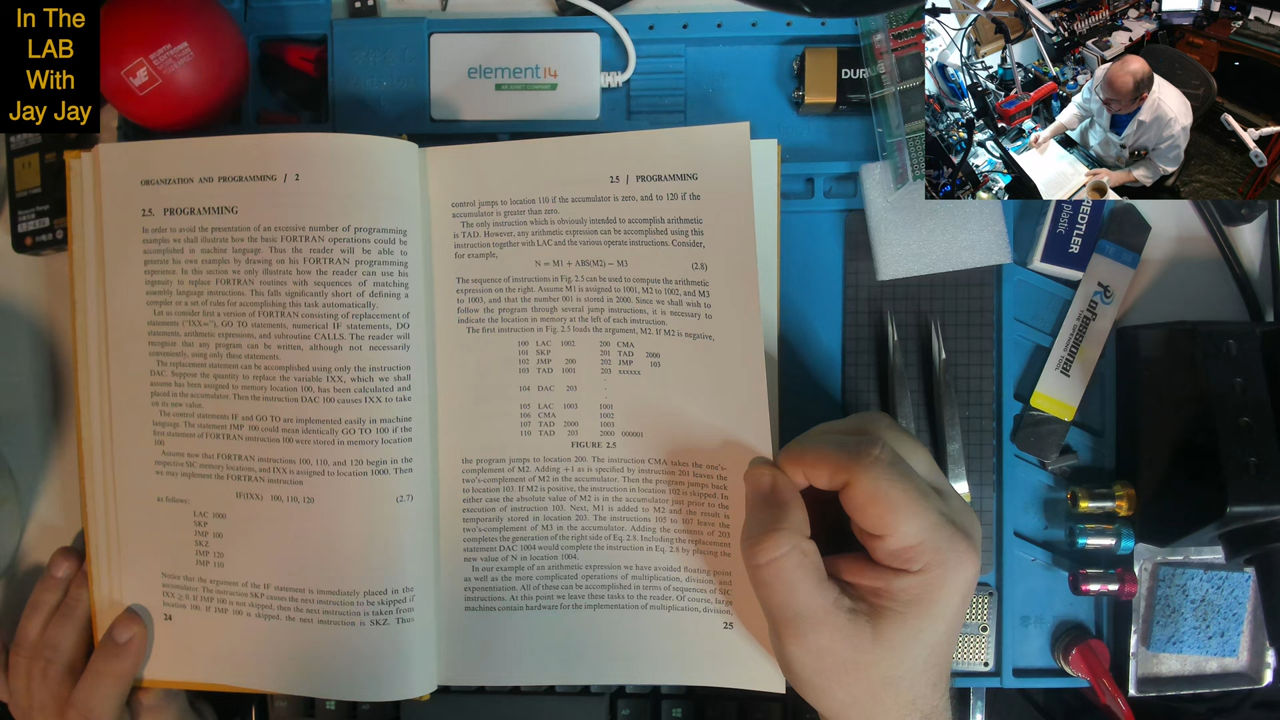 In The
LAB
With
Jay Jay
WÜRTH
ELEKTRONIK
element14
AN AVNET COMPANY
DUR
STAEDTLER
plastic
Professional
THE OPENING TOOL
ORGANIZATION AND PROGRAMMING / 2
2.5. PROGRAMMING
In order to avoid the presentation of an excessive number of programming
examples we shall illustrate how the basic FORTRAN operations could be
accomplished in machine language. Thus the reader will be able to
generate his own examples by drawing on his FORTRAN programming
experience. In this section we only illustrate how the reader can use his
ingenuity to replace FORTRAN routines with sequences of matching
assembly language instructions. This falls significantly short of defining a
compiler or a set of rules for accomplishing this task automatically.
Let us consider first a version of FORTRAN consisting of replacement of
statements ("IXX="), GO TO statements, numerical IF statements, DO
statements, arithmetic expressions, and subroutine CALLS. The reader will
recognize that any program can be written, although not necessarily
conveniently, using only these statements.
The replacement statement can be accomplished using only the instruction
DAC. Suppose the quantity to replace the variable IXX, which we shall
assume has been assigned to memory location 100, has been calculated and
placed in the accumulator. Then the instruction DAC 100 causes IXX to take
on its new value.
The control statements IF and GO TO are implemented easily in machine
language. The statement JMP 100 could mean identically GO TO 100 if the
first statement of FORTRAN instruction 100 were stored in memory location
100.
Assume now that FORTRAN instructions 100, 110, and 120 begin in the
respective SIC memory locations, and IXX is assigned to location 1000. Then
we may implement the FORTRAN instruction
IF(IXX) 100, 110, 120 (2.7)
as follows:
LAC 1000
SKP
JMP 100
SKZ
JMP 120
JMP 110
Notice that the argument of the IF statement is immediately placed in the
accumulator. The instruction SKP causes the next instruction to be skipped if
IXX ≥ 0. If JMP 100 is not skipped, then the next instruction is taken from
location 100. If JMP 100 is skipped, the next instruction is SKZ. Thus
24
2.5 / PROGRAMMING
control jumps to location 110 if the accumulator is zero, and to 120 if the
accumulator is greater than zero.
The only instruction which is obviously intended to accomplish arithmetic
is TAD. However, any arithmetic expression can be accomplished using this
instruction together with LAC and the various operate instructions. Consider,
for example,
N = M1 + ABS(M2) − M3 (2.8)
The sequence of instructions in Fig. 2.5 can be used to compute the arithmetic
expression on the right. Assume M1 is assigned to 1001, M2 to 1002, and M3
to 1003, and that the number 001 is stored in 2000. Since we shall wish to
follow the program through several jump instructions, it is necessary to
indicate the location in memory at the left of each instruction.
The first instruction in Fig. 2.5 loads the argument, M2. If M2 is negative,
100 LAC 1002 200 CMA
101 SKP 201 TAD 2000
102 JMP 200 202 JMP 103
103 TAD 1001 203 xxxxxx
104 DAC 203 .
105 LAC 1003 1001
106 CMA 1002
107 TAD 2000 1003
110 TAD 203 2000 000001
FIGURE 2.5
the program jumps to location 200. The instruction CMA takes the one's-
complement of M2. Adding +1 as is specified by instruction 201 leaves the
two's-complement of M2 in the accumulator. Then the program jumps back
to location 103. If M2 is positive, the instruction in location 102 is skipped. In
either case the absolute value of M2 is in the accumulator just prior to the
execution of instruction 103. Next, M1 is added to M2 and the result is
temporarily stored in location 203. The instructions 105 to 107 leave the
two's-complement of M3 in the accumulator. Adding the contents of 203
completes the generation of the right side of Eq. 2.8. Including the replacement
statement DAC 1004 would complete the instruction in Eq. 2.8 by placing the
new value of N in location 1004.
In our example of an arithmetic expression we have avoided floating point
as well as the more complicated operations of multiplication, division, and
exponentiation. All of these can be accomplished in terms of sequences of SIC
instructions. At this point we leave these tasks to the reader. Of course, large
machines contain hardware for the implementation of multiplication, division,
25